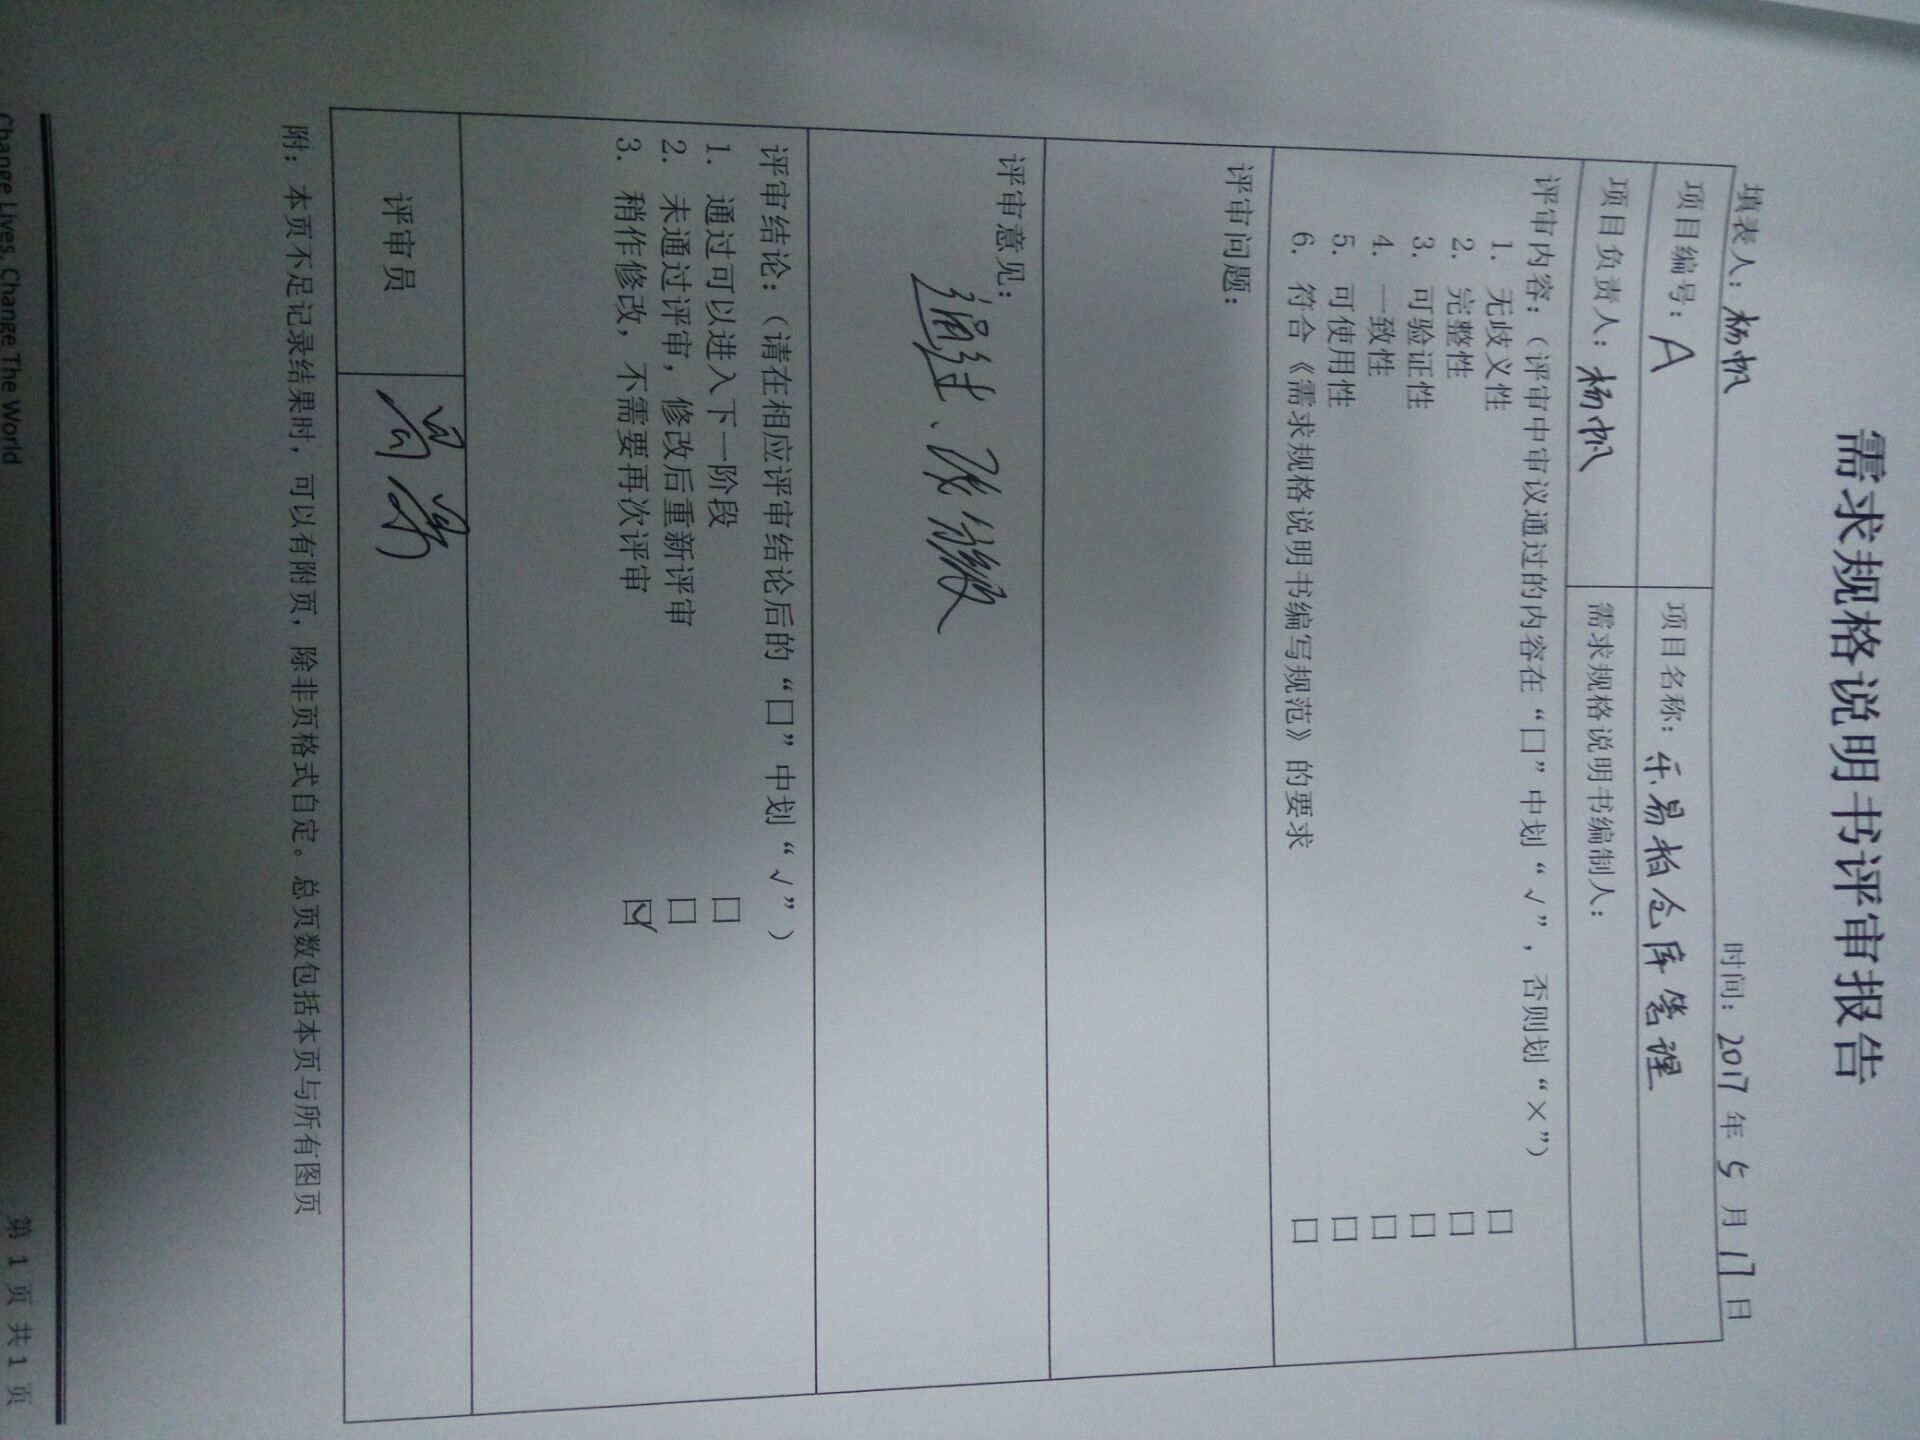 需求规格说明书评审报告
填表人：杨帆 时间：2017年5月17日
项目编号：A 项目名称：乐易拍仓库管理
项目负责人：杨帆 需求规格说明书编制人：
评审内容：（评审中审议通过的内容在“口”中划“√”，否则划“×”）
1. 无歧义性 □
2. 完整性 □
3. 可验证性 □
4. 一致性 □
5. 可使用性 □
6. 符合《需求规格说明书编写规范》的要求 □
评审问题：
评审意见：
评审结论：（请在相应评审结论后的“口”中划“√”）
1. 通过可以进入下一阶段 □
2. 未通过评审，修改后重新评审 □
3. 稍作修改，不需要再次评审 ☑
评审员
附：本页不足记录结果时，可以有附页，除非页格式自定。总页数包括本页与所有图页
Change Lives, Change The World 第 1 页 共 1 页